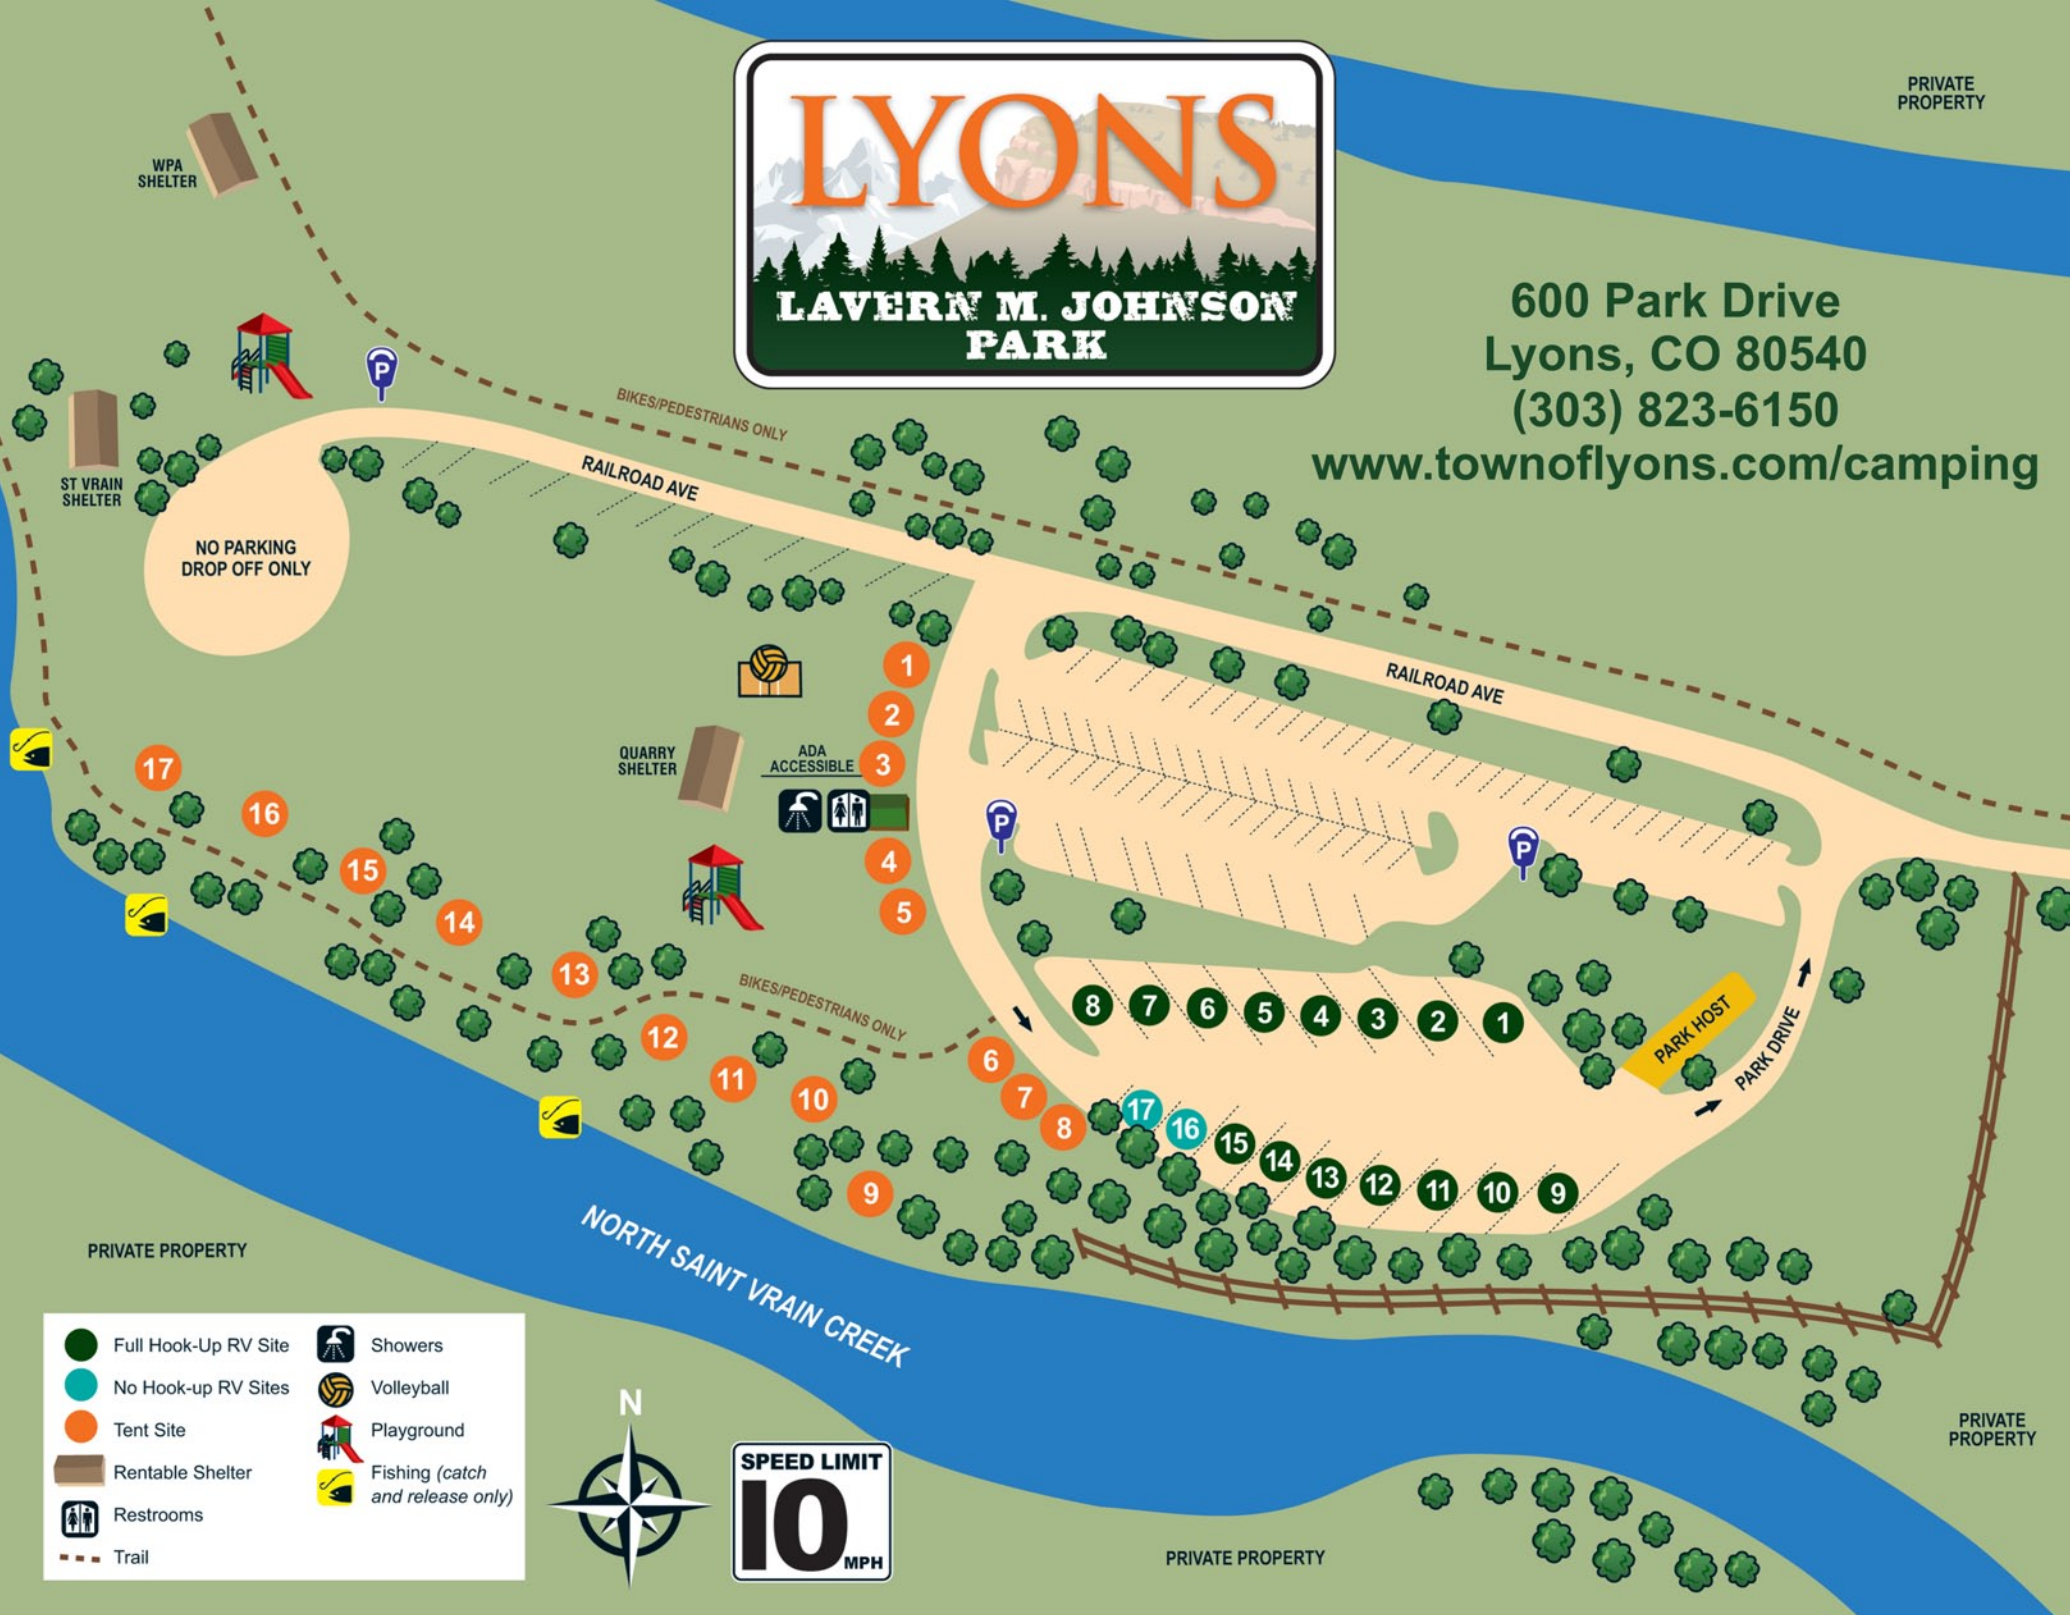 PRIVATE
PROPERTY
WPA
SHELTER
LYONS
LAVERN M. JOHNSON
PARK
600 Park Drive
Lyons, CO 80540
(303) 823-6150
www.townoflyons.com/camping
P
BIKES/PEDESTRIANS ONLY
RAILROAD AVE
ST VRAIN
SHELTER
NO PARKING
DROP OFF ONLY
RAILROAD AVE
1
2
3
4
5
QUARRY
SHELTER
ADA
ACCESSIBLE
P
P
17
16
15
14
13
12
11
10
9
BIKES/PEDESTRIANS ONLY
6
7
8
8
7
6
5
4
3
2
1
PARK HOST
PARK DRIVE
17
16
15
14
13
12
11
10
9
NORTH SAINT VRAIN CREEK
PRIVATE PROPERTY
Full Hook-Up RV Site
No Hook-up RV Sites
Tent Site
Rentable Shelter
Restrooms
Trail
Showers
Volleyball
Playground
Fishing (catch
and release only)
N
SPEED LIMIT
10
MPH
PRIVATE PROPERTY
PRIVATE
PROPERTY